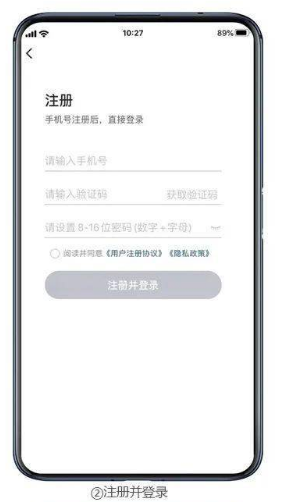 10:27 89%
注册
手机号注册后，直接登录
请输入手机号
请输入验证码 获取验证码
请设置8-16位密码(数字+字母)
阅读并同意《用户注册协议》《隐私政策》
注册并登录
②注册并登录